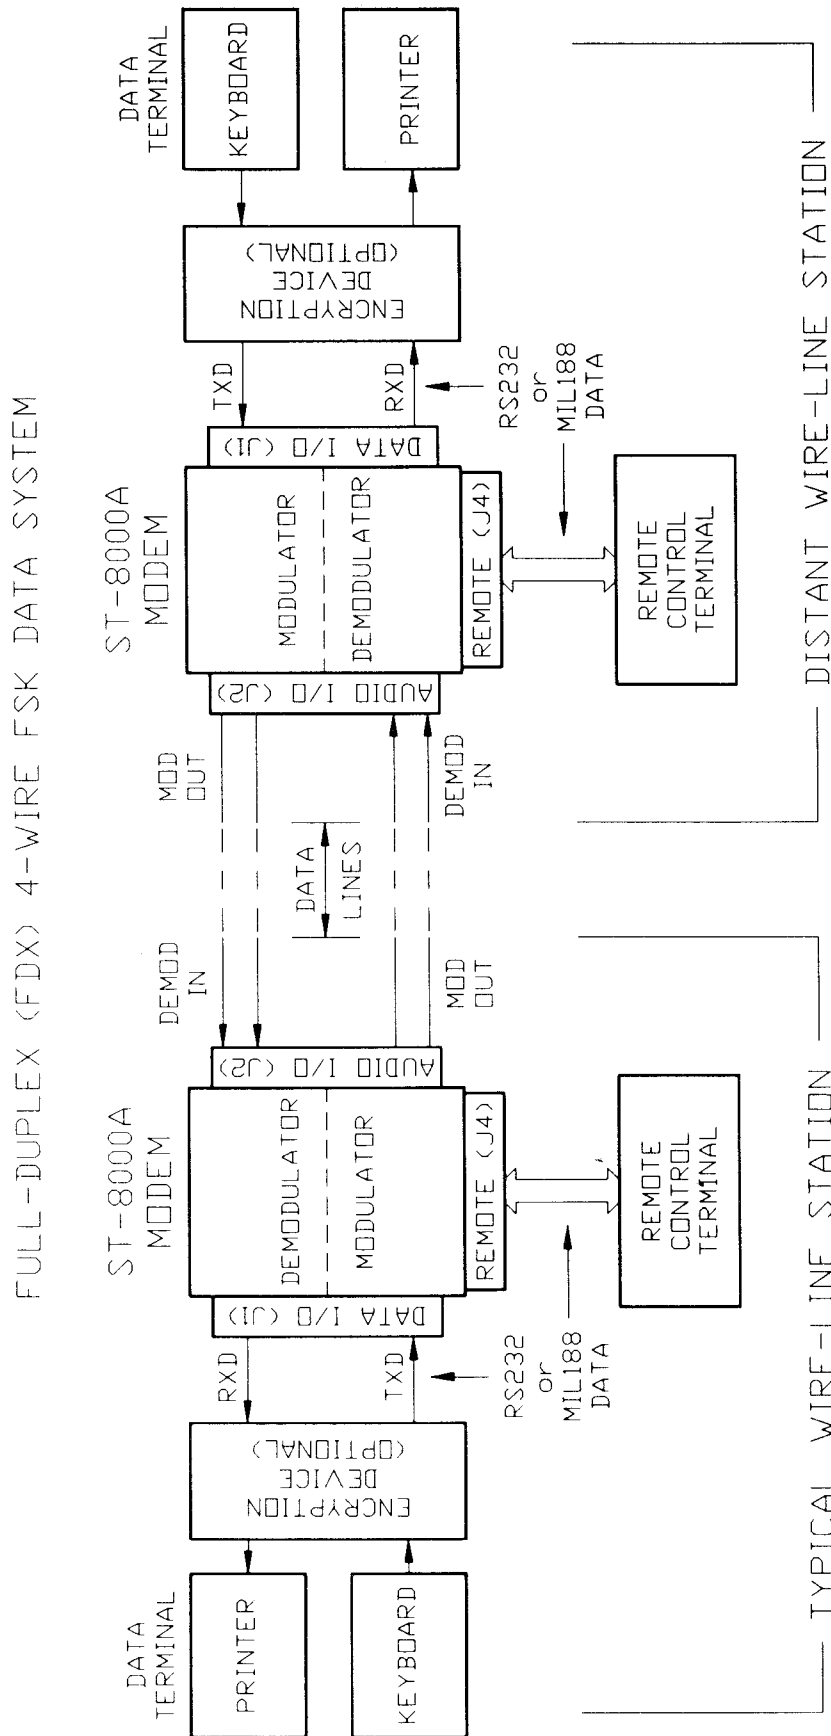 FULL-DUPLEX (FDX) 4-WIRE FSK DATA SYSTEM
DATA
TERMINAL
PRINTER
KEYBOARD
ENCRYPTION
DEVICE
(OPTIONAL)
RXD
TXD
RS232
or
MIL188
DATA
ST-8000A
MODEM
DATA I/O (J1)
DEMODULATOR
MODULATOR
AUDIO I/O (J2)
REMOTE (J4)
REMOTE
CONTROL
TERMINAL
DEMOD
IN
MOD
OUT
DATA
LINES
MOD
OUT
DEMOD
IN
ST-8000A
MODEM
AUDIO I/O (J2)
MODULATOR
DEMODULATOR
DATA I/O (J1)
REMOTE (J4)
REMOTE
CONTROL
TERMINAL
TXD
RXD
RS232
or
MIL188
DATA
ENCRYPTION
DEVICE
(OPTIONAL)
DATA
TERMINAL
KEYBOARD
PRINTER
TYPICAL WIRE-LINE STATION
DISTANT WIRE-LINE STATION